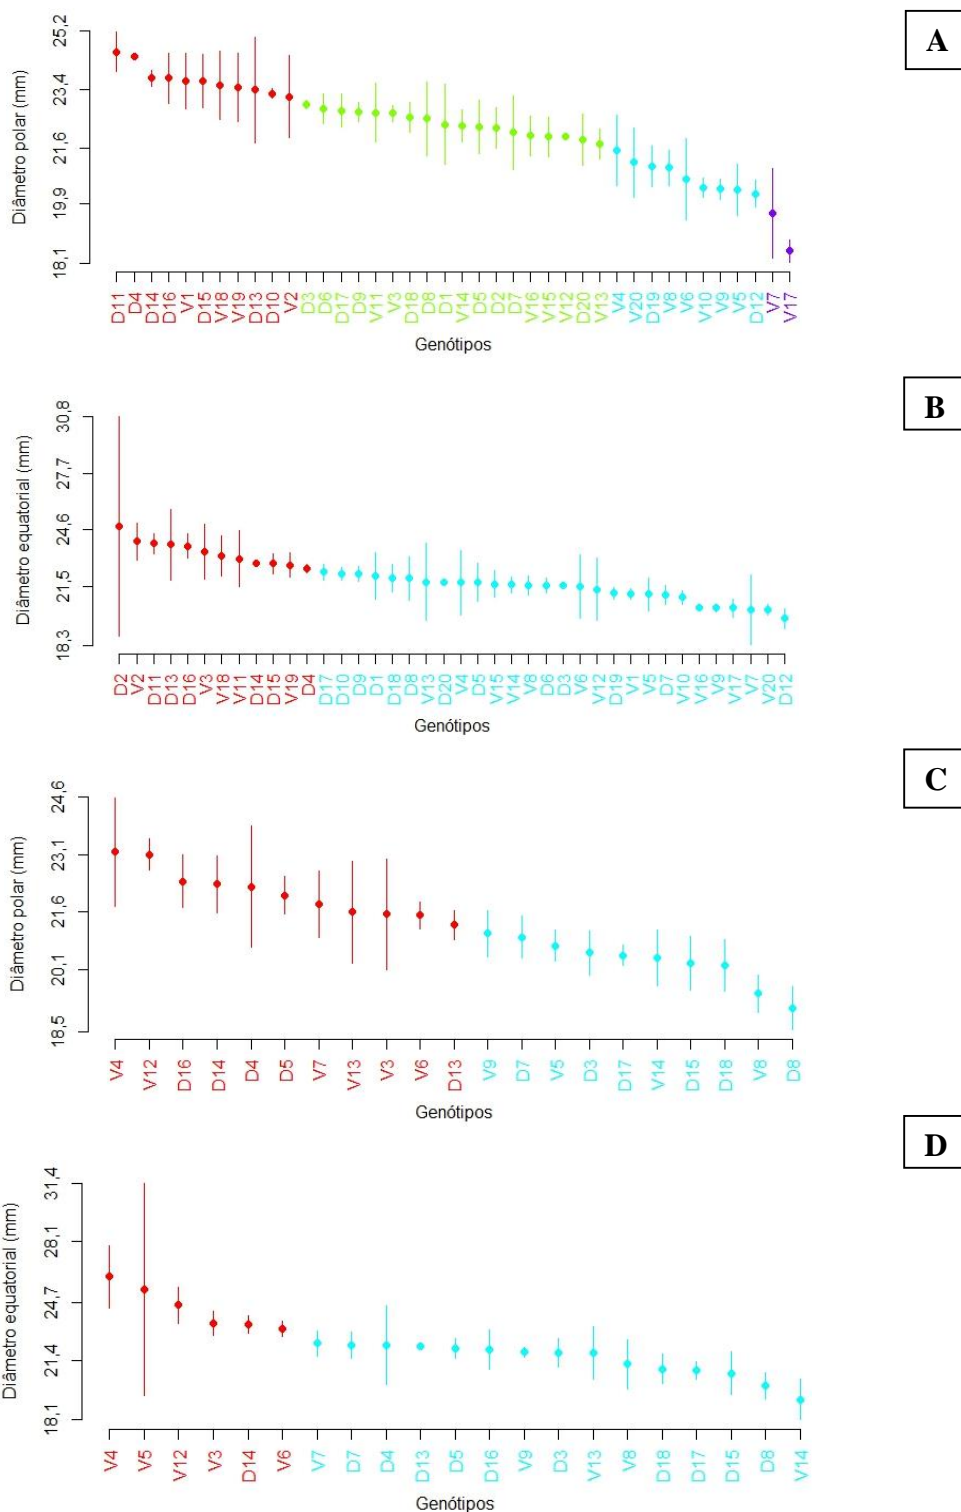 A
Diâmetro polar (mm)
25,2
23,4
21,6
19,9
18,1
D11 D4 D14 D16 V1 D15 V18 V19 D13 D10 V2 D3 D6 D17 D9 V11 V3 D18 D8 D1 V14 D5 D2 D7 V16 V15 V12 D20 V13 V4 V20 D19 V8 V6 V10 V9 V5 D12 V7 V17
Genótipos
B
Diâmetro equatorial (mm)
30,8
27,7
24,6
21,5
18,3
D2 V2 D11 D13 D16 V3 V18 V11 D14 D15 V19 D4 D17 D10 D9 D1 D18 D8 V13 D20 V4 D5 V15 V14 V8 D6 D3 V6 V12 D19 V1 V5 D7 V10 V16 V9 V17 V7 V20 D12
Genótipos
C
Diâmetro polar (mm)
24,6
23,1
21,6
20,1
18,5
V4 V12 D16 D14 D4 D5 V7 V13 V3 V6 D13 V9 D7 V5 D3 D17 V14 D15 D18 V8 D8
Genótipos
D
Diâmetro equatorial (mm)
31,4
28,1
24,7
21,4
18,1
V4 V5 V12 V3 D14 V6 V7 D7 D4 D13 D5 D16 V9 D3 V13 V8 D18 D17 D15 D8 V14
Genótipos